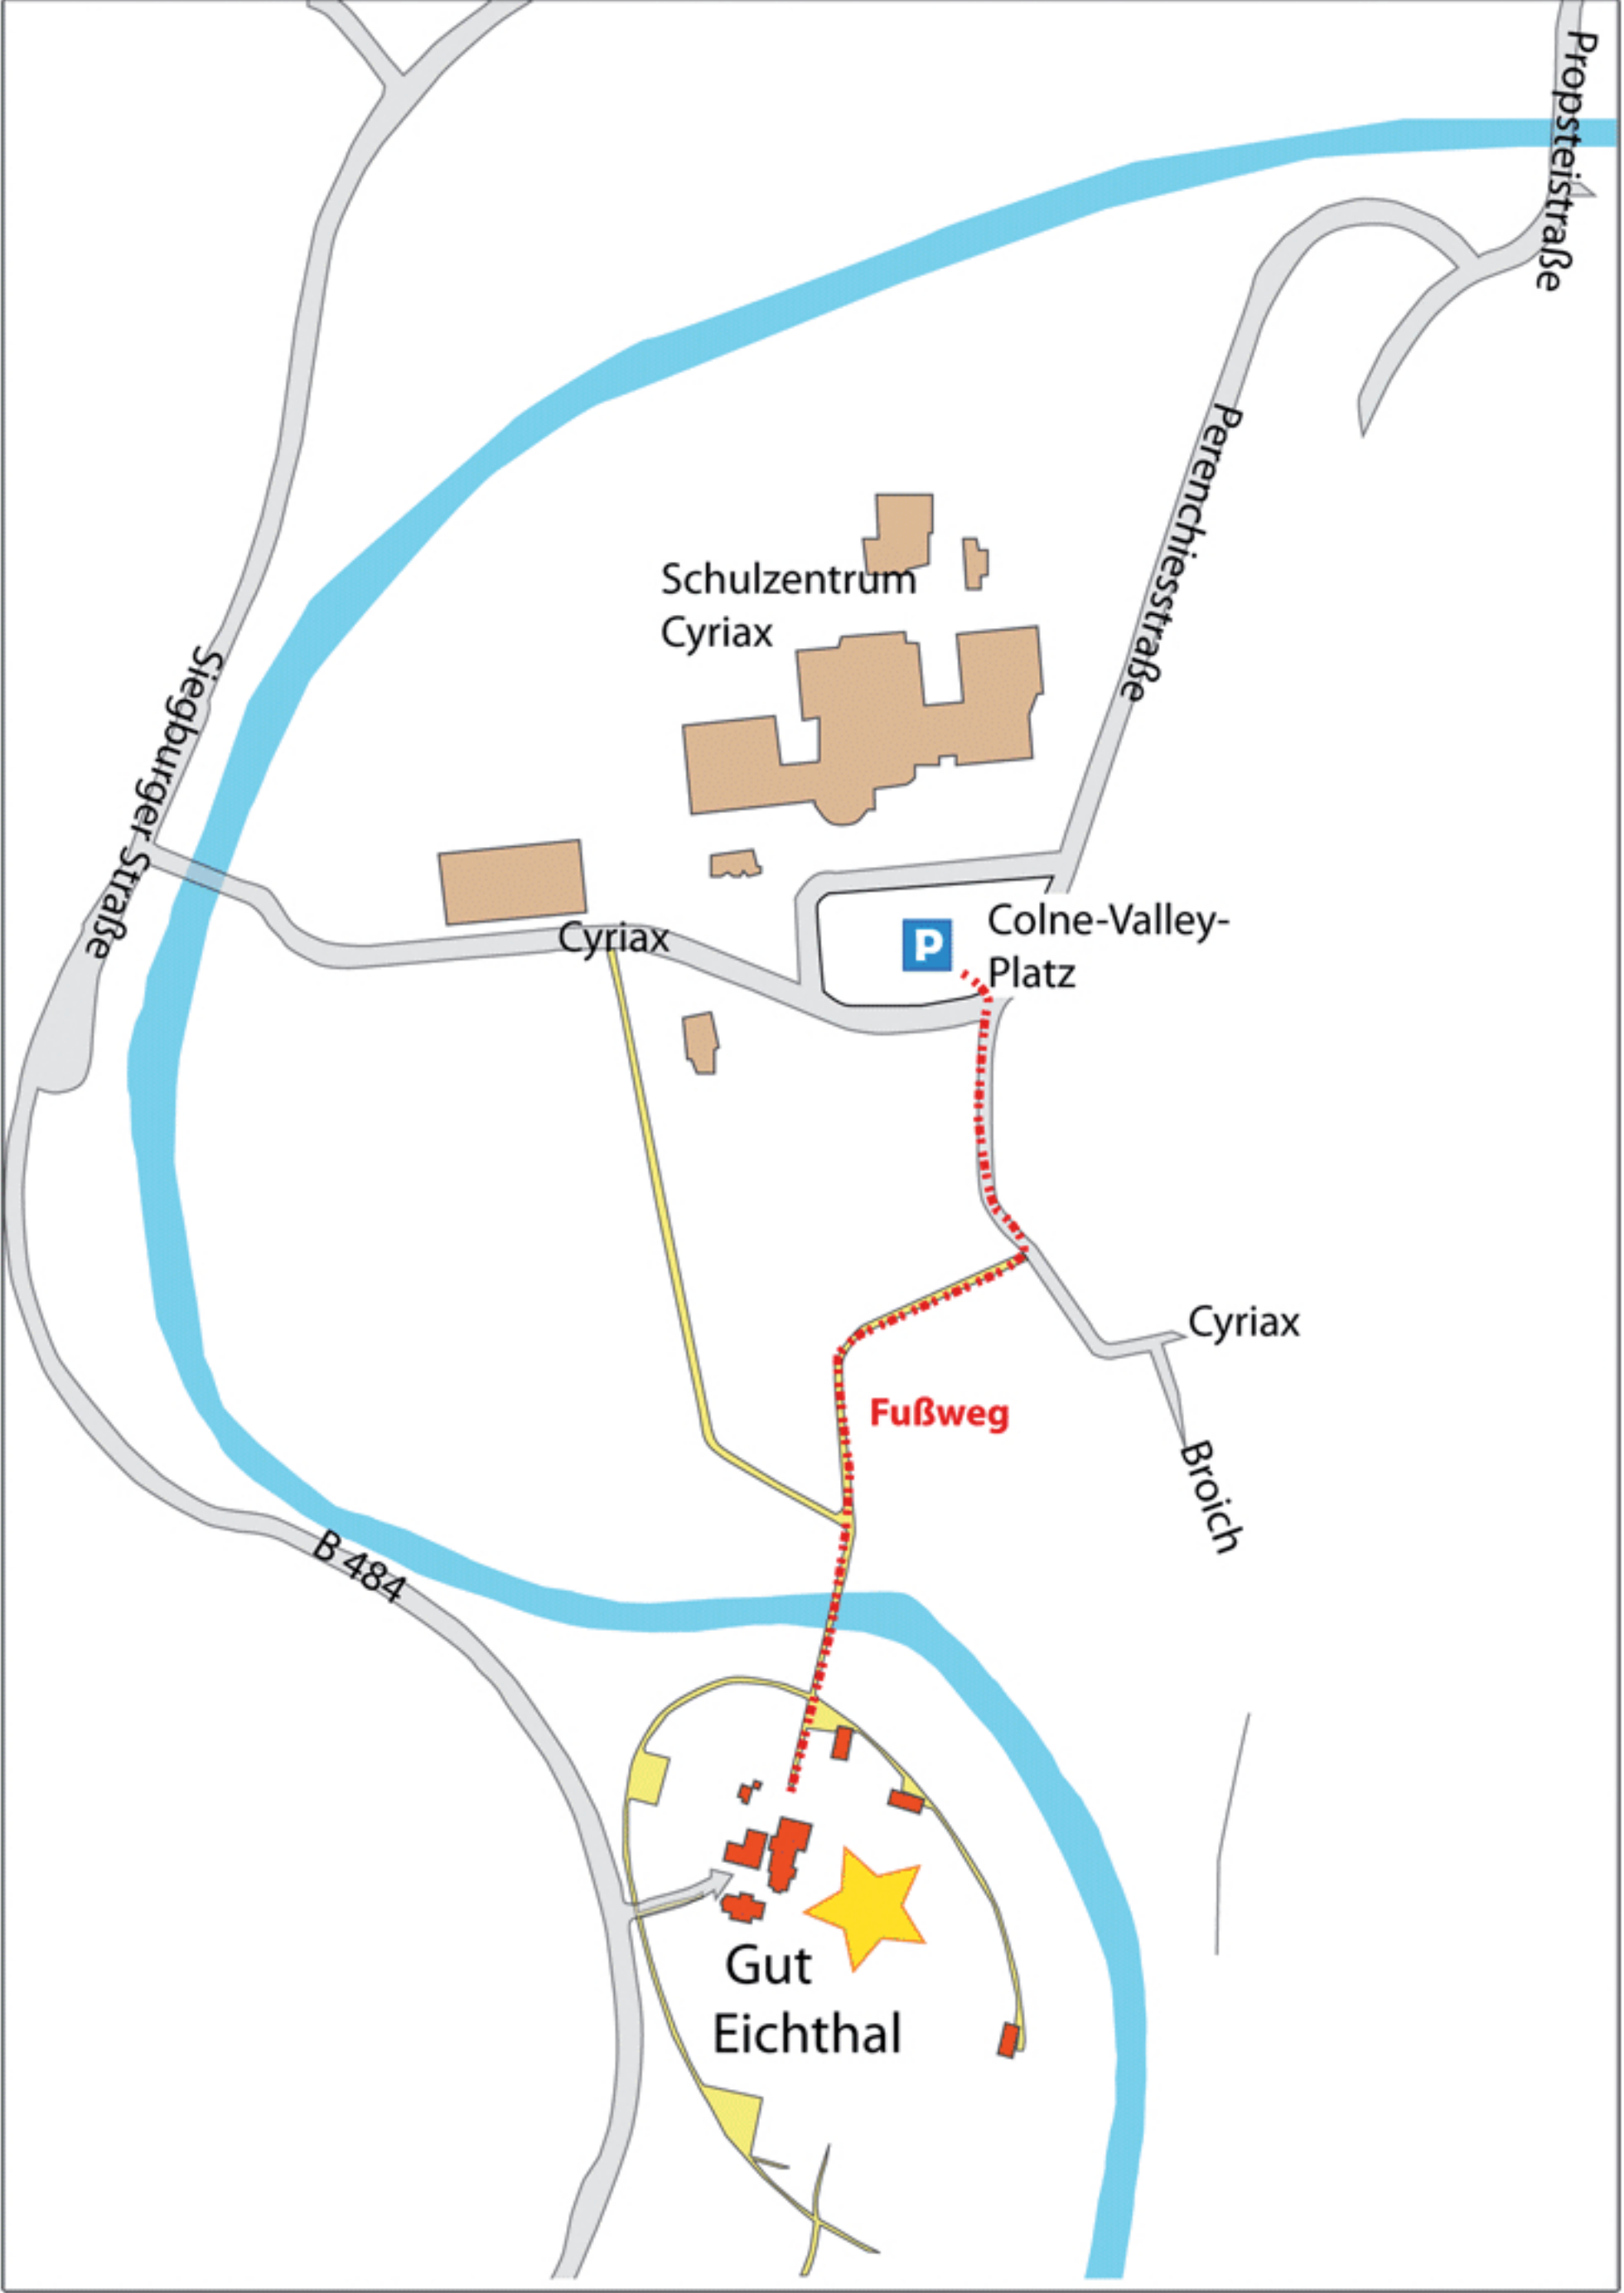 Propsteistraße
Perenchiesstraße
Schulzentrum
Cyriax
Siegburger Straße
P
Colne-Valley-
Platz
Cyriax
Cyriax
Fußweg
Broich
B 484
Gut
Eichthal